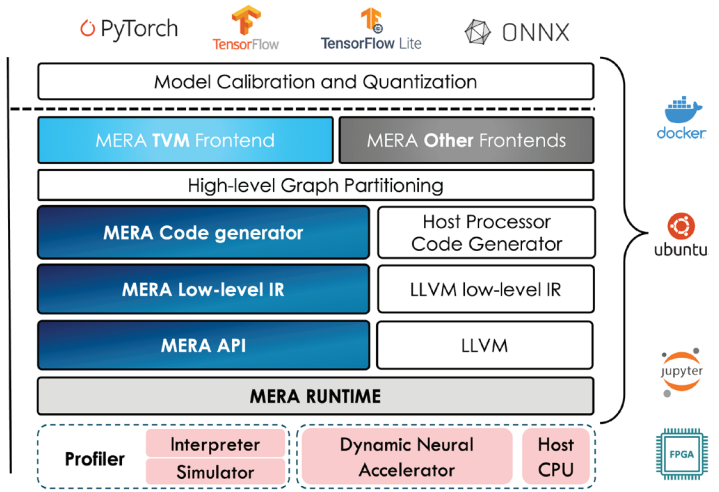 PyTorch
TensorFlow
TensorFlow Lite
ONNX
Model Calibration and Quantization
MERA TVM Frontend
MERA Other Frontends
High-level Graph Partitioning
MERA Code generator
Host Processor
Code Generator
MERA Low-level IR
LLVM low-level IR
MERA API
LLVM
MERA RUNTIME
Profiler
Interpreter
Simulator
Dynamic Neural
Accelerator
Host
CPU
docker
ubuntu
jupyter
FPGA